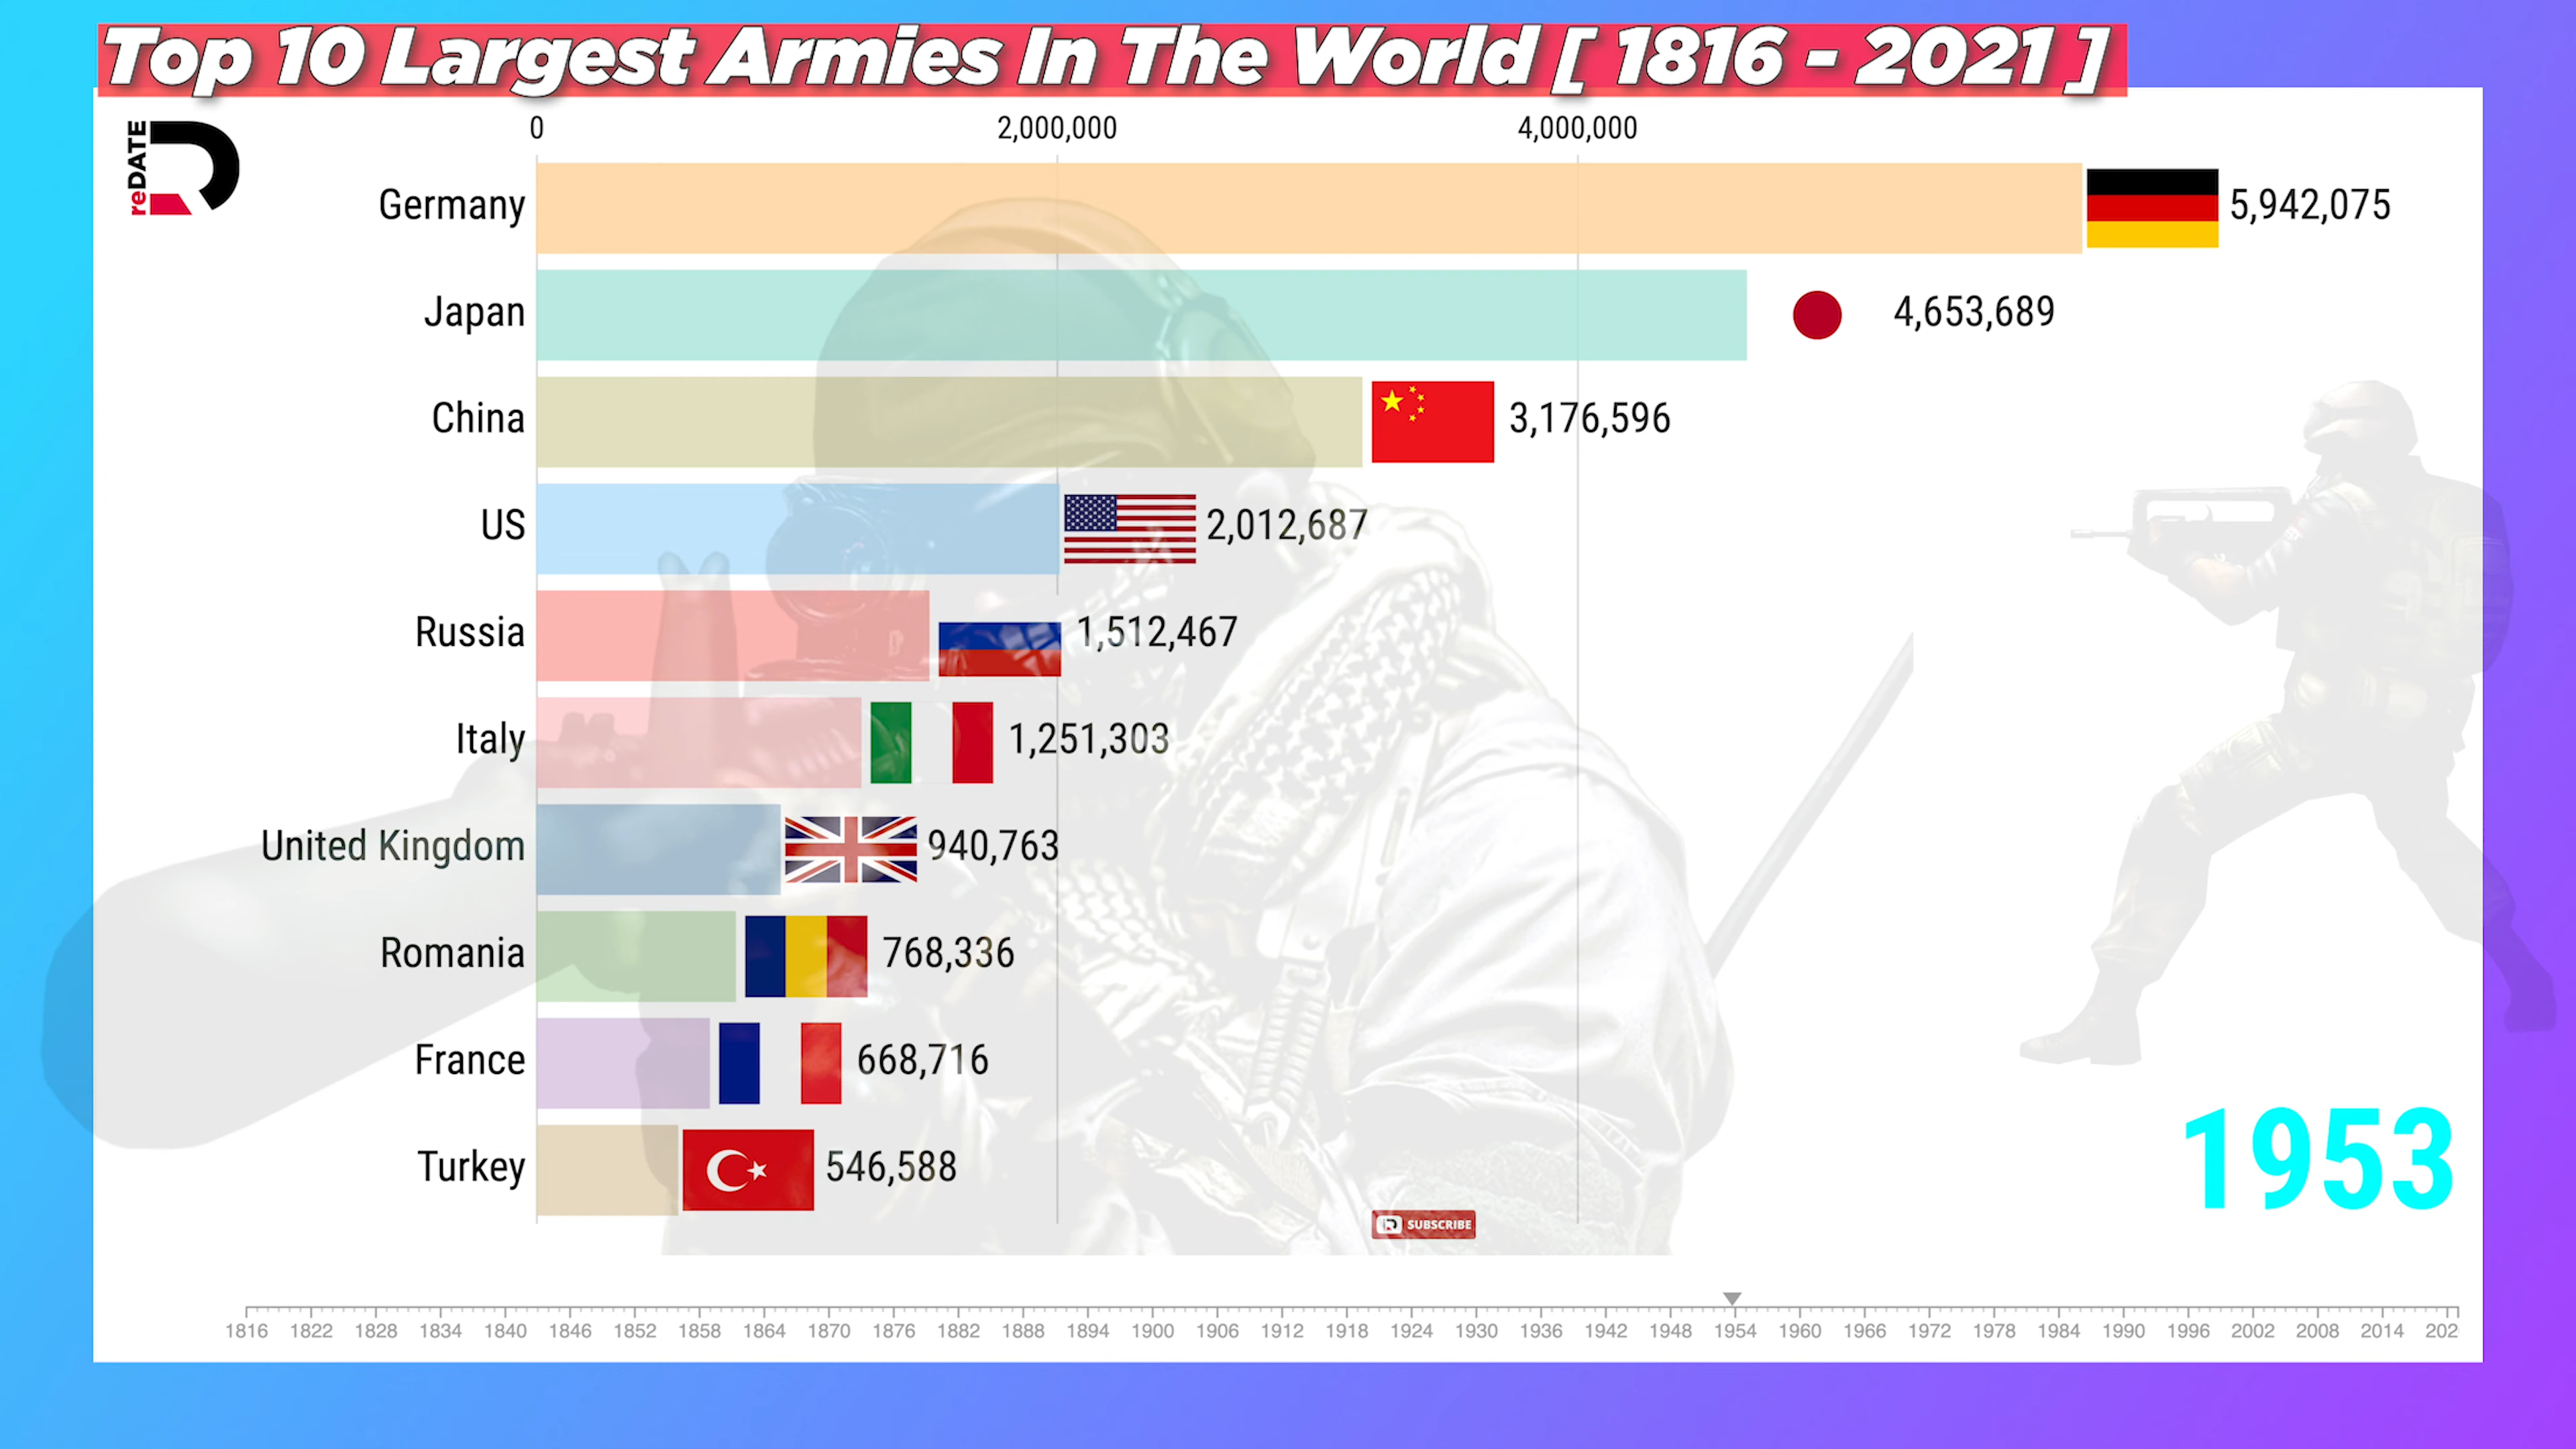 Top 10 Largest Armies In The World [ 1816 - 2021 ]
reDATE
0 2,000,000 4,000,000
Germany 5,942,075
Japan 4,653,689
China 3,176,596
US 2,012,687
Russia 1,512,467
Italy 1,251,303
United Kingdom 940,763
Romania 768,336
France 668,716
Turkey 546,588
1953
SUBSCRIBE
1816 1822 1828 1834 1840 1846 1852 1858 1864 1870 1876 1882 1888 1894 1900 1906 1912 1918 1924 1930 1936 1942 1948 1954 1960 1966 1972 1978 1984 1990 1996 2002 2008 2014 202